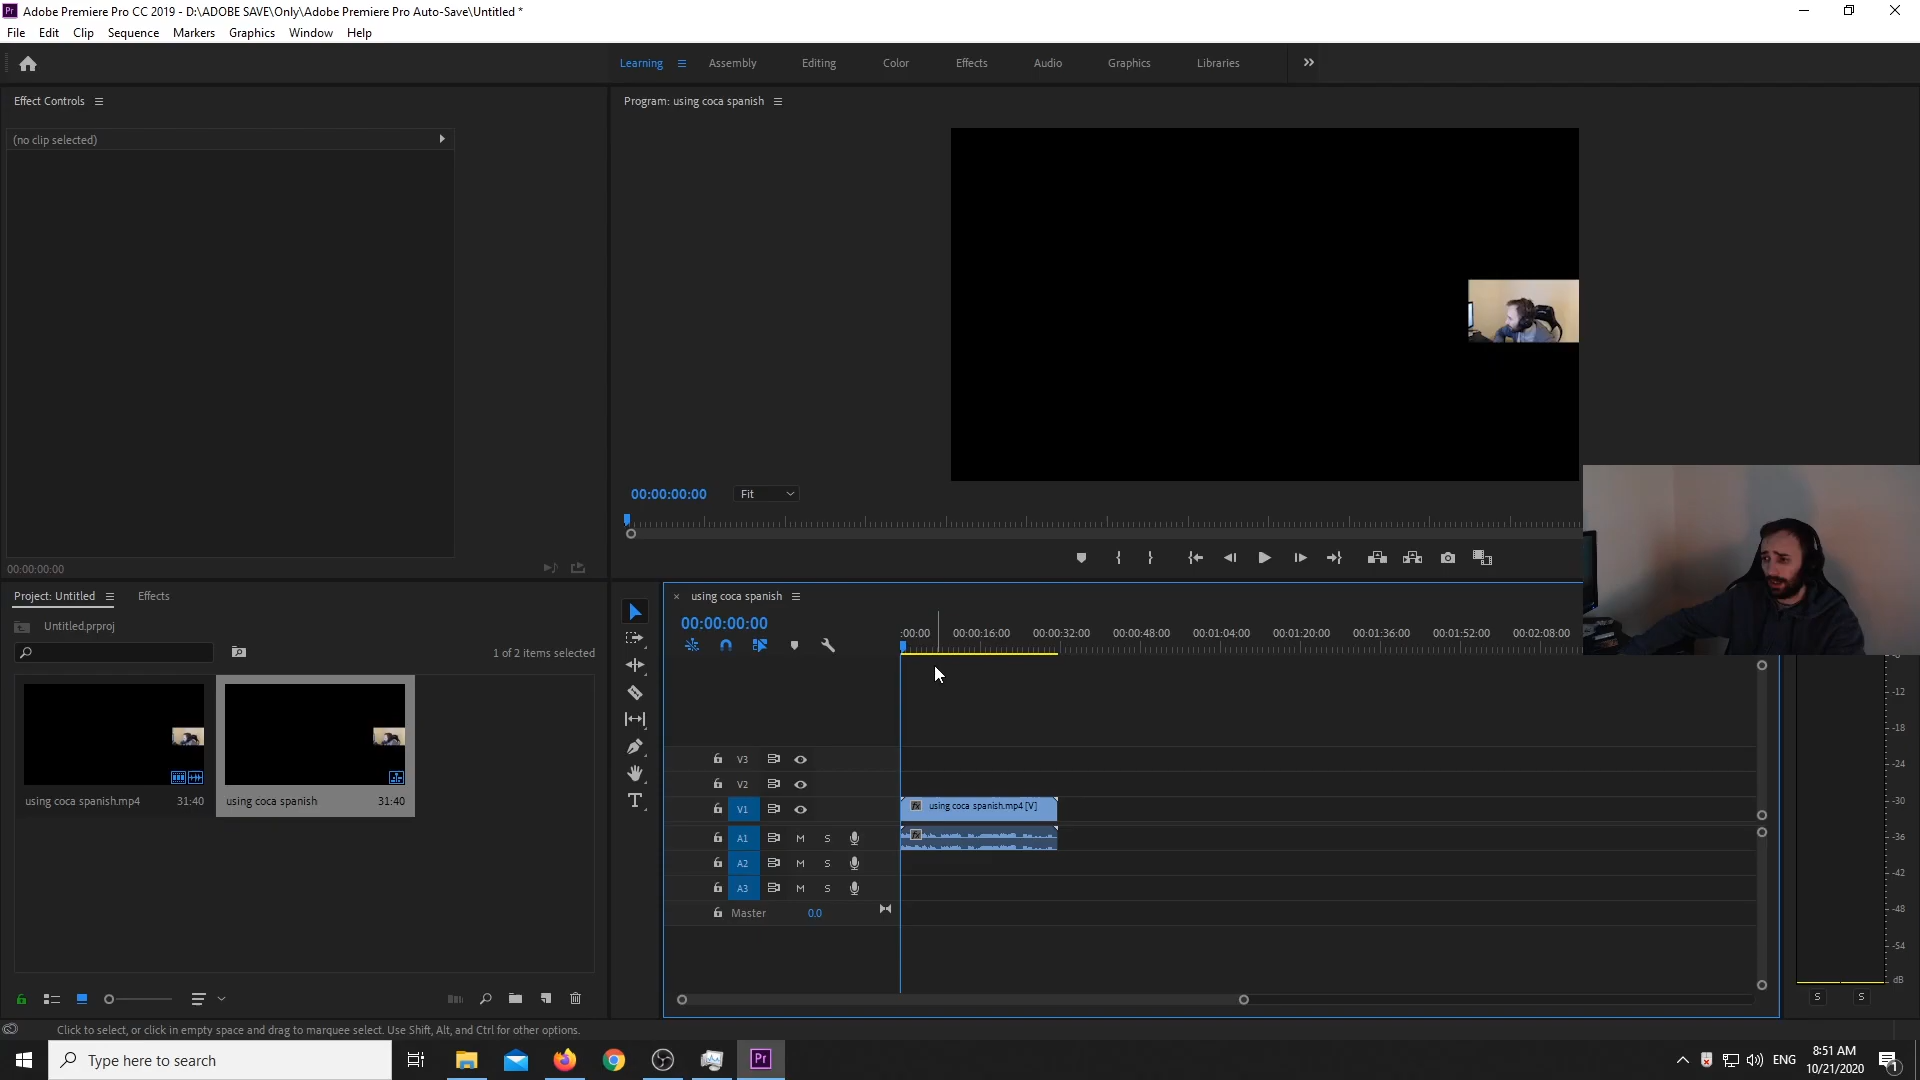 Pr Adobe Premiere Pro CC 2019 - D:\ADOBE SAVE\Only\Adobe Premiere Pro Auto-Save\Untitled *
File Edit Clip Sequence Markers Graphics Window Help
Learning Assembly Editing Color Effects Audio Graphics Libraries
Effect Controls
Program: using coca spanish
(no clip selected)
00:00:00:00 Fit
00:00:00:00
Project: Untitled Effects
Untitled.prproj
1 of 2 items selected
using coca spanish.mp4 31:40
using coca spanish 31:40
using coca spanish
00:00:00:00
:00:00 00:00:16:00 00:00:32:00 00:00:48:00 00:01:04:00 00:01:20:00 00:01:36:00 00:01:52:00 00:02:08:00
V3
V2
V1 fx using coca spanish.mp4 [V]
A1 M S fx
A2 M S
A3 M S
Master 0.0
-12
-18
-24
-30
-36
-42
-48
-54
dB
S S
Click to select, or click in empty space and drag to marquee select. Use Shift, Alt, and Ctrl for other options.
Type here to search
Pr
ENG
8:51 AM
10/21/2020
1